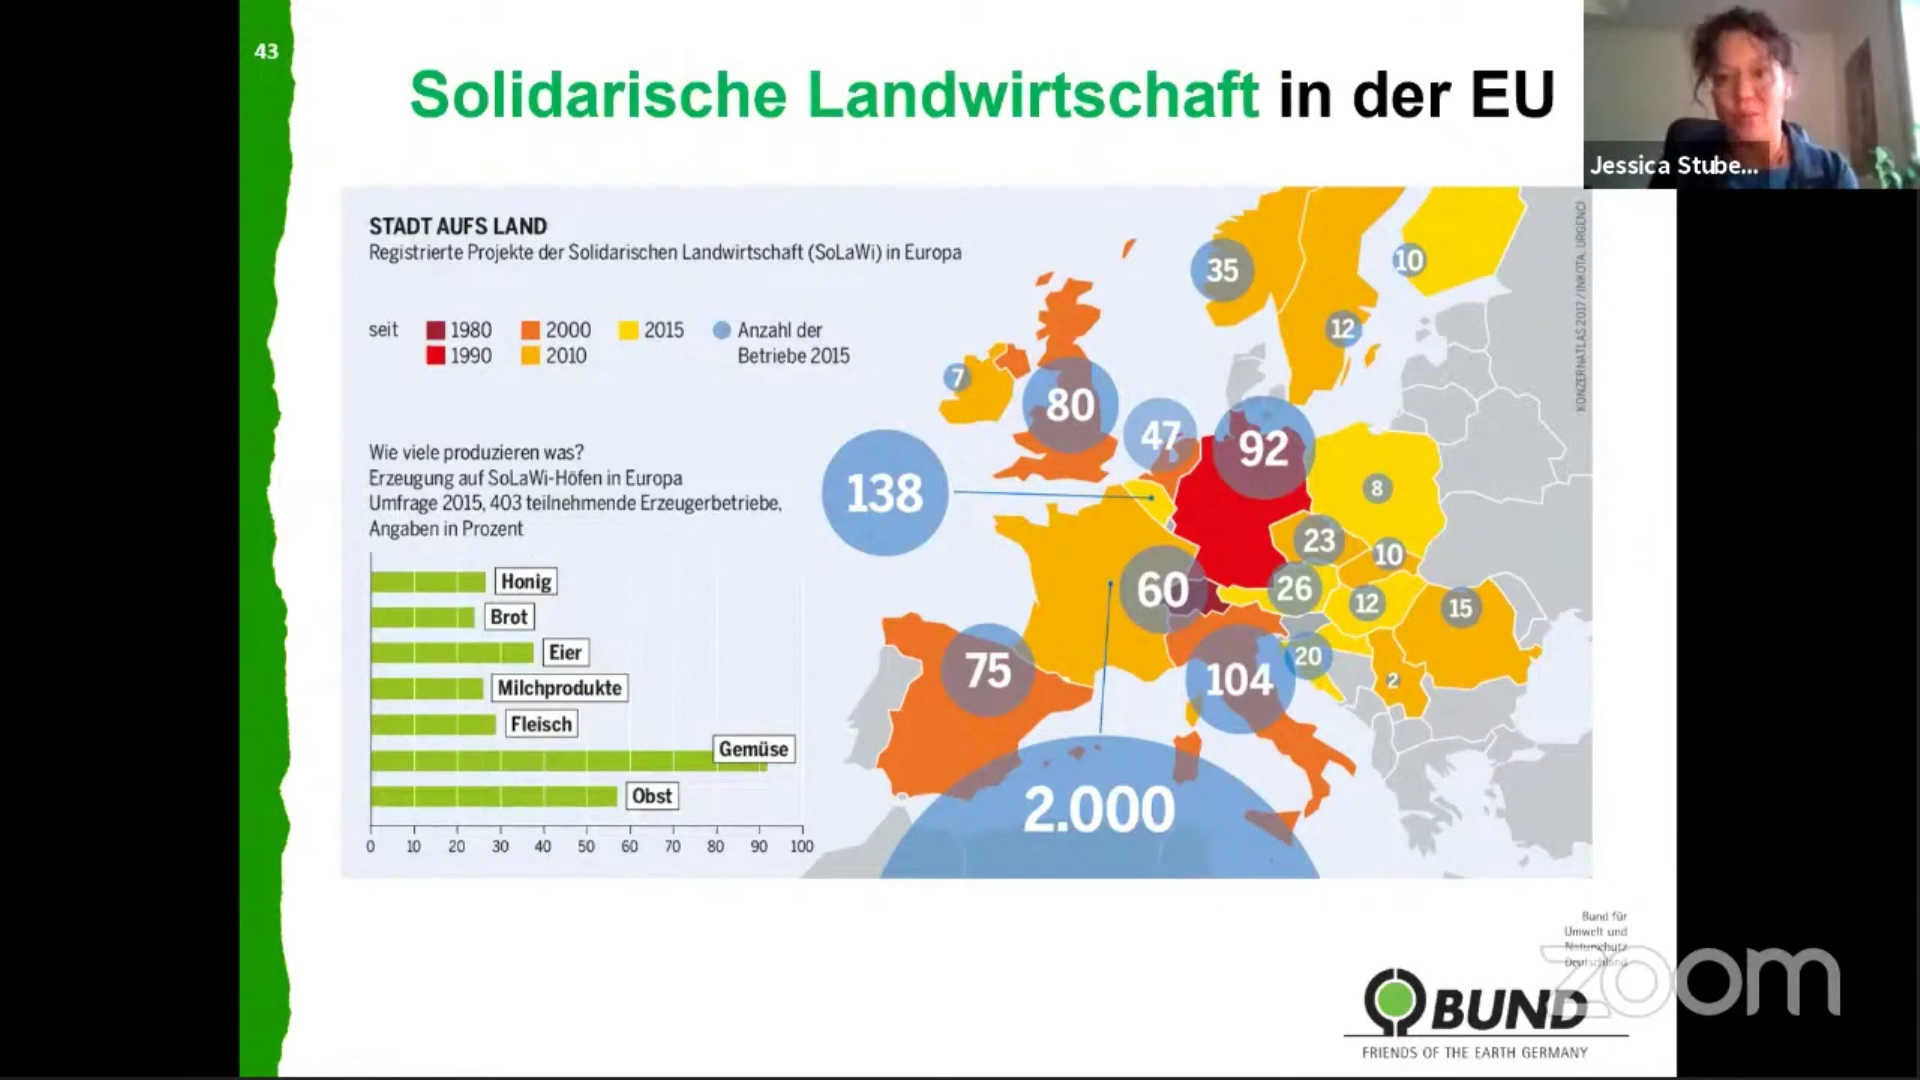 43
Solidarische Landwirtschaft in der EU
Jessica Stube...
STADT AUFS LAND
Registrierte Projekte der Solidarischen Landwirtschaft (SoLaWi) in Europa
seit
1980
2000
2015
Anzahl der
1990
2010
Betriebe 2015
KONZERNATLAS 2017 / INKOTA, URGENCI
35
10
12
7
80
47
92
138
8
23
10
60
26
12
15
75
104
20
2
2.000
Wie viele produzieren was?
Erzeugung auf SoLaWi-Höfen in Europa
Umfrage 2015, 403 teilnehmende Erzeugerbetriebe,
Angaben in Prozent
Honig
Brot
Eier
Milchprodukte
Fleisch
Gemüse
Obst
0 10 20 30 40 50 60 70 80 90 100
Bund für
Umwelt und
Naturschutz
Deutschland
zoom
BUND
FRIENDS OF THE EARTH GERMANY